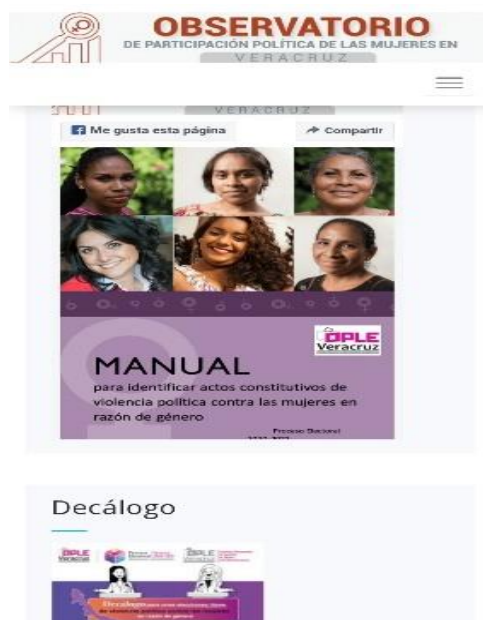 OBSERVATORIO
DE PARTICIPACIÓN POLÍTICA DE LAS MUJERES EN
VERACRUZ
VERACRUZ
Me gusta esta página
Compartir
OPLE
Veracruz
MANUAL
para identificar actos constitutivos de
violencia política contra las mujeres en
razón de género
Proceso Electoral
Decálogo
OPLE
OPLE
Decálogo